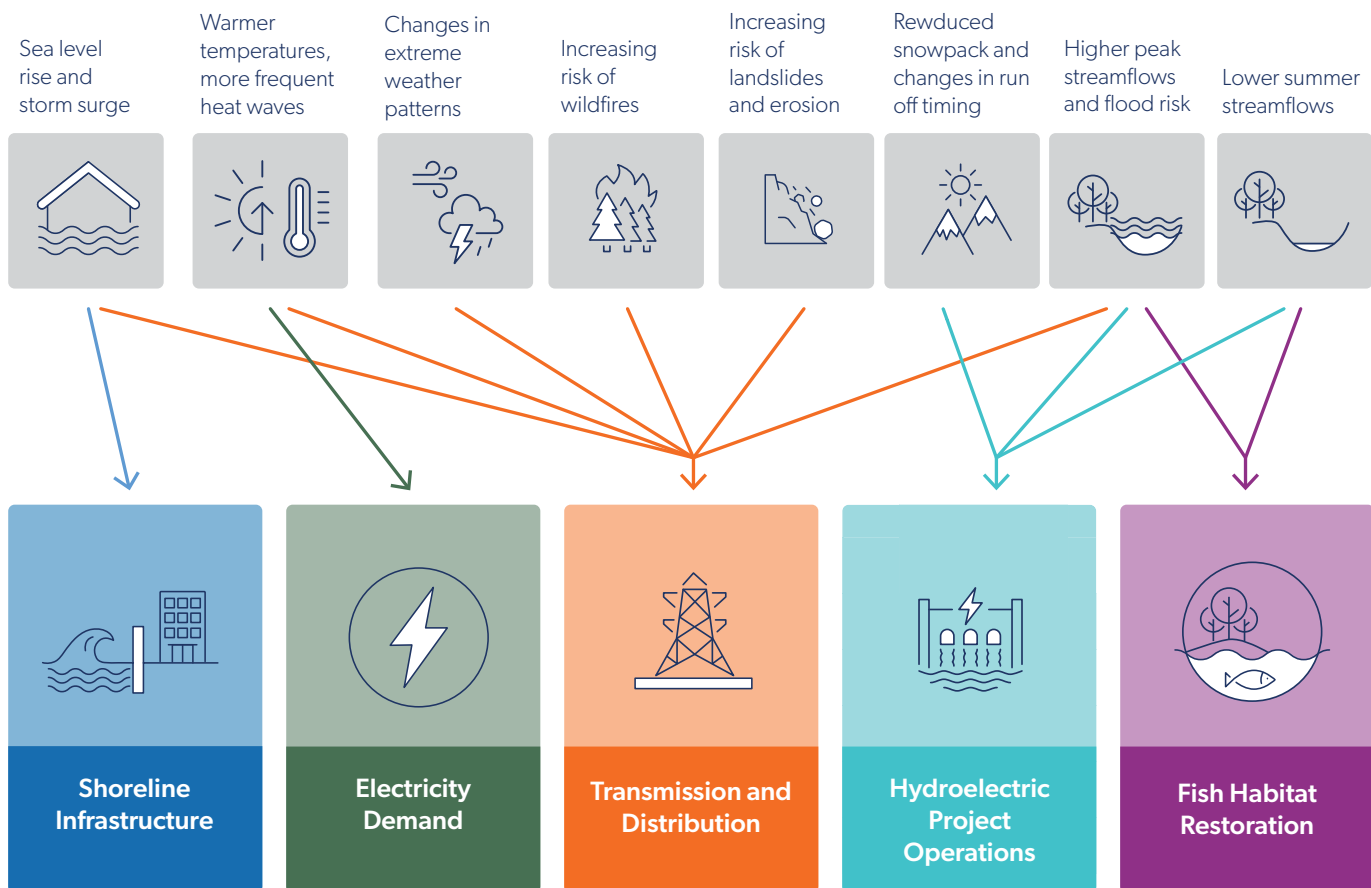 Sea level
rise and
storm surge
Warmer
temperatures,
more frequent
heat waves
Changes in
extreme
weather
patterns
Increasing
risk of
wildfires
Increasing
risk of
landslides
and erosion
Rewduced
snowpack and
changes in run
off timing
Higher peak
streamflows
and flood risk
Lower summer
streamflows
Shoreline
Infrastructure
Electricity
Demand
Transmission and
Distribution
Hydroelectric
Project
Operations
Fish Habitat
Restoration